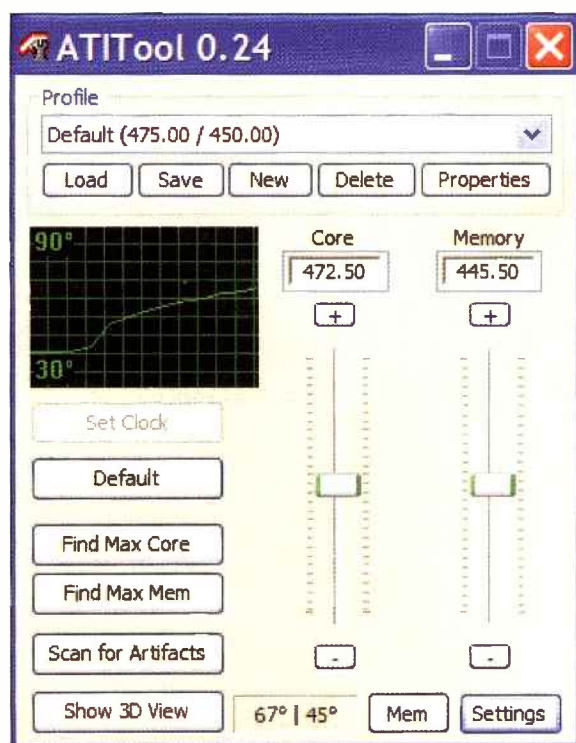 ATITool 0.24
Profile
Default (475.00 / 450.00)
Load Save New Delete Properties
90°
30°
Core Memory
472.50 445.50
+ +
Set Clock
Default
Find Max Core
Find Max Mem
Scan for Artifacts
- -
Show 3D View 67° | 45° Mem Settings